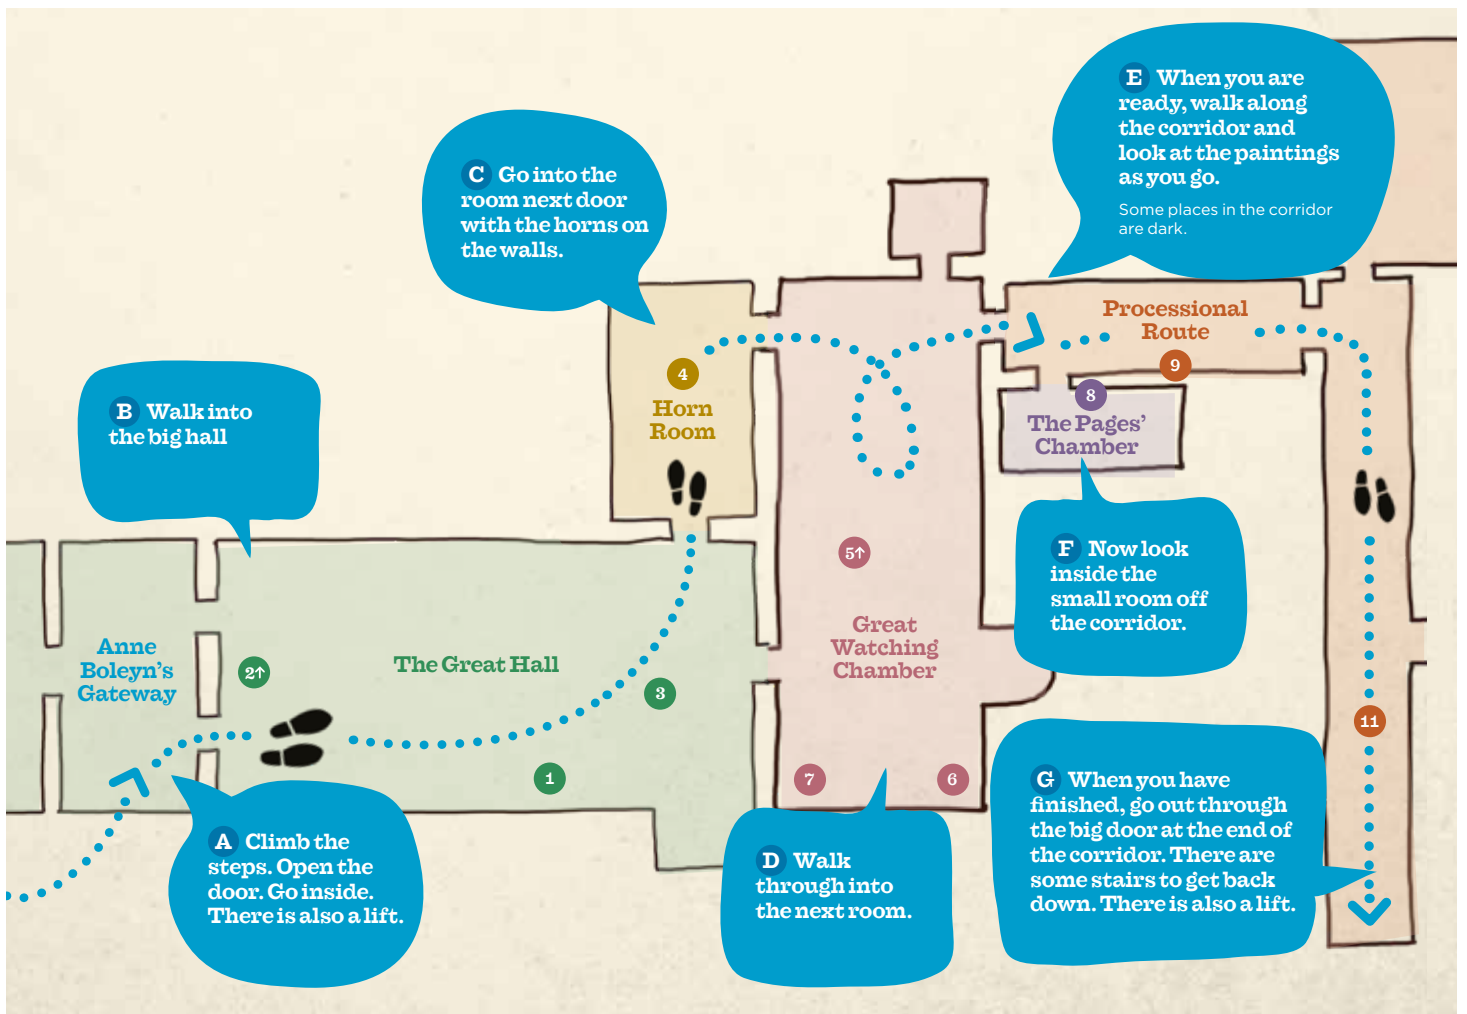 E When you are
ready, walk along
the corridor and
look at the paintings
as you go.
Some places in the corridor
are dark.
C Go into the
room next door
with the horns on
the walls.
Processional
Route
9
4
Horn
Room
8
The Pages’
Chamber
B Walk into
the big hall
5↑
F Now look
inside the
small room off
the corridor.
Anne
Boleyn’s
Gateway
2↑
The Great Hall
3
Great
Watching
Chamber
11
1
7
6
A Climb the
steps. Open the
door. Go inside.
There is also a lift.
D Walk
through into
the next room.
G When you have
finished, go out through
the big door at the end of
the corridor. There are
some stairs to get back
down. There is also a lift.